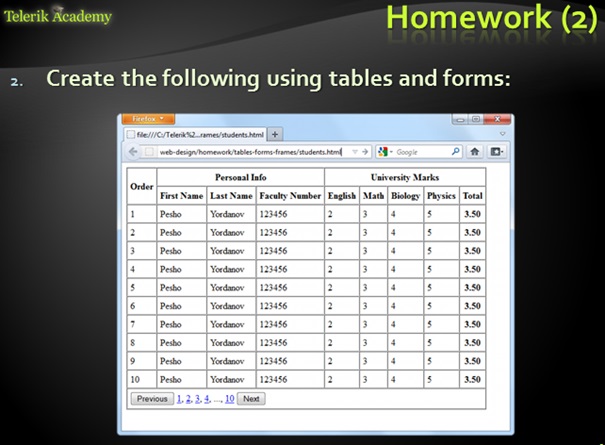 Telerik Academy
Homework (2)
2. Create the following using tables and forms:
Firefox
file:///C:/Telerik%2...rames/students.html
web-design/homework/tables-forms-frames/students.html
Google
Order Personal Info University Marks
First Name Last Name Faculty Number English Math Biology Physics Total
1 Pesho Yordanov 123456 2 3 4 5 3.50
2 Pesho Yordanov 123456 2 3 4 5 3.50
3 Pesho Yordanov 123456 2 3 4 5 3.50
4 Pesho Yordanov 123456 2 3 4 5 3.50
5 Pesho Yordanov 123456 2 3 4 5 3.50
6 Pesho Yordanov 123456 2 3 4 5 3.50
7 Pesho Yordanov 123456 2 3 4 5 3.50
8 Pesho Yordanov 123456 2 3 4 5 3.50
9 Pesho Yordanov 123456 2 3 4 5 3.50
10 Pesho Yordanov 123456 2 3 4 5 3.50
Previous 1, 2, 3, 4, ..., 10 Next